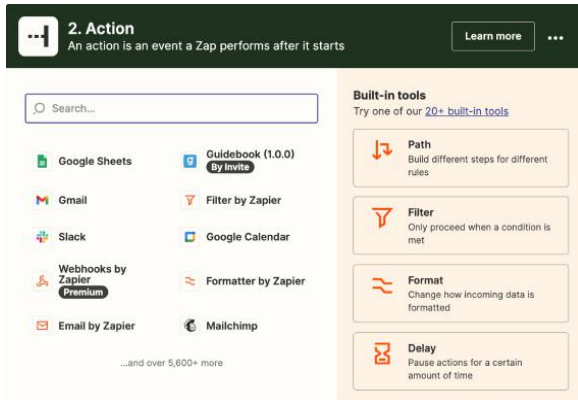 2. Action
An action is an event a Zap performs after it starts
Learn more
Search...
Google Sheets
Guidebook (1.0.0)
By Invite
Gmail
Filter by Zapier
Slack
Google Calendar
Webhooks by
Zapier
Premium
Formatter by Zapier
Email by Zapier
Mailchimp
...and over 5,600+ more
Built-in tools
Try one of our 20+ built-in tools
Path
Build different steps for different
rules
Filter
Only proceed when a condition is
met
Format
Change how incoming data is
formatted
Delay
Pause actions for a certain
amount of time